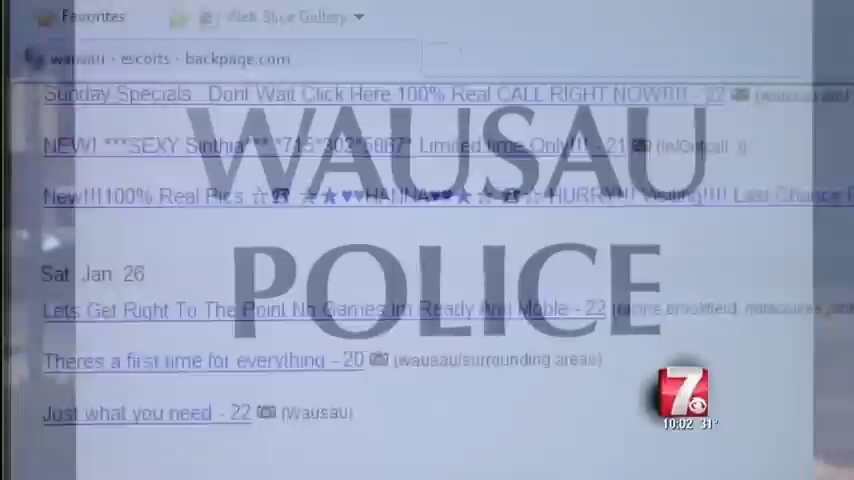 Favorites
Web Slice Gallery
wausau - escorts - backpage.com
Sunday Specials Dont Wait Click Here 100% Real CALL RIGHT NOW!!!! - 22
WAUSAU
NEW! ***SEXY Sinthia*** Limited time Only!!! - 21
New!!!100% Real Pics ☆☎ ★★♥♥HANNA♥♥★☆ ☎☆ HURRY!! Visiting!!!! Last Chance
POLICE
Sat. Jan. 26
Lets Get Right To The Point No Games Im Ready And Moble - 22
Theres a first time for everything - 20 (wausau/surrounding areas)
Just what you need - 22 (Wausau)
7
10:02 31°